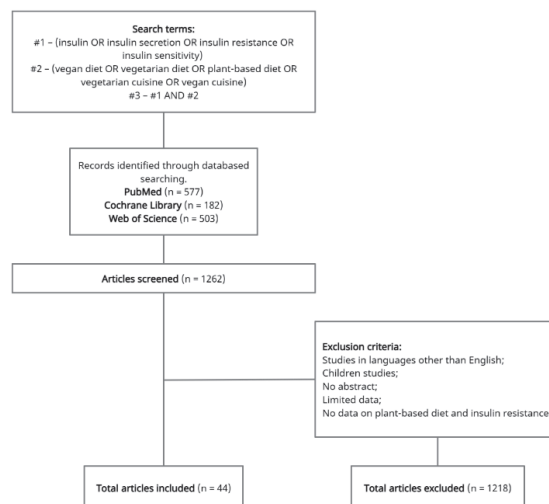 Search terms:
#1 – (insulin OR insulin secretion OR insulin resistance OR
insulin sensitivity)
#2 – (vegan diet OR vegetarian diet OR plant-based diet OR
vegetarian cuisine OR vegan cuisine)
#3 – #1 AND #2
Records identified through databased
searching.
PubMed (n = 577)
Cochrane Library (n = 182)
Web of Science (n = 503)
Articles screened (n = 1262)
Exclusion criteria:
Studies in languages other than English;
Children studies;
No abstract;
Limited data;
No data on plant-based diet and insulin resistance
Total articles included (n = 44)
Total articles excluded (n = 1218)